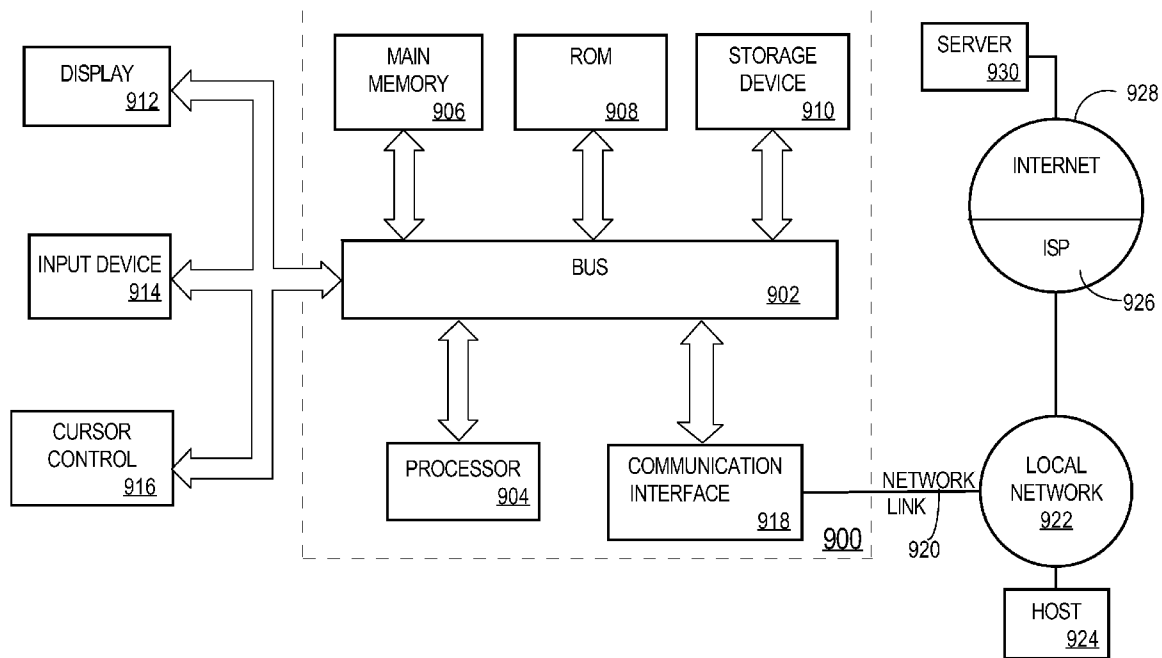 DISPLAY
912
INPUT DEVICE
914
CURSOR
CONTROL
916
MAIN
MEMORY
906
ROM
908
STORAGE
DEVICE
910
BUS
902
PROCESSOR
904
COMMUNICATION
INTERFACE
918
900
NETWORK
LINK
920
SERVER
930
928
INTERNET
ISP
926
LOCAL
NETWORK
922
HOST
924